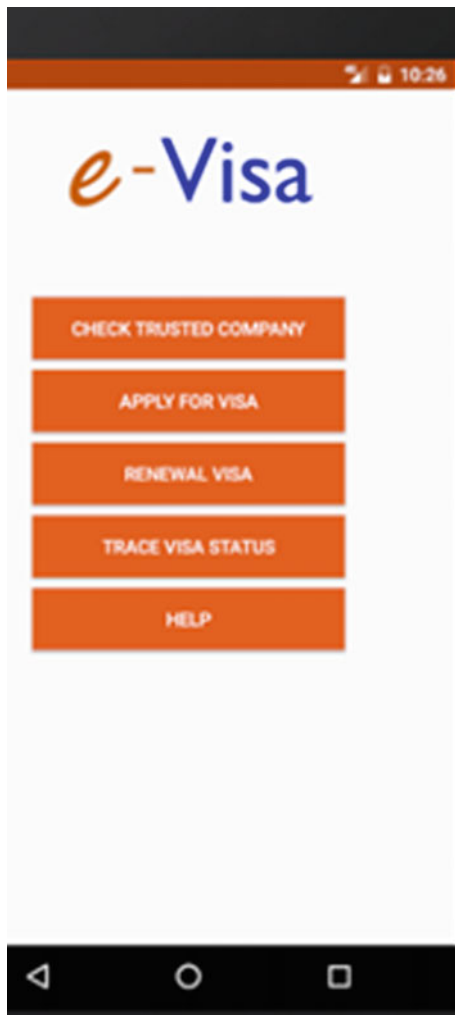 10:26
e-Visa
CHECK TRUSTED COMPANY
APPLY FOR VISA
RENEWAL VISA
TRACE VISA STATUS
HELP